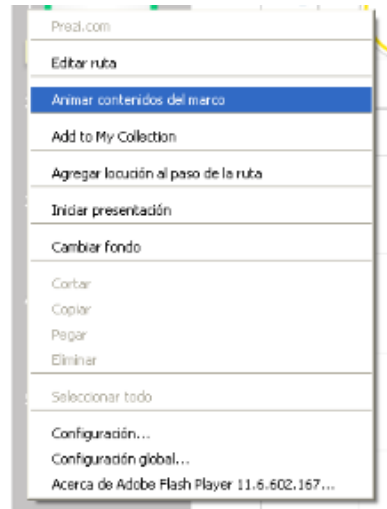 Prezi.com
Editar ruta
Animar contenidos del marco
Add to My Collection
Agregar locución al paso de la ruta
Iniciar presentación
Cambiar fondo
Cortar
Copiar
Pegar
Eliminar
Seleccionar todo
Configuración...
Configuración global...
Acerca de Adobe Flash Player 11.6.602.167...